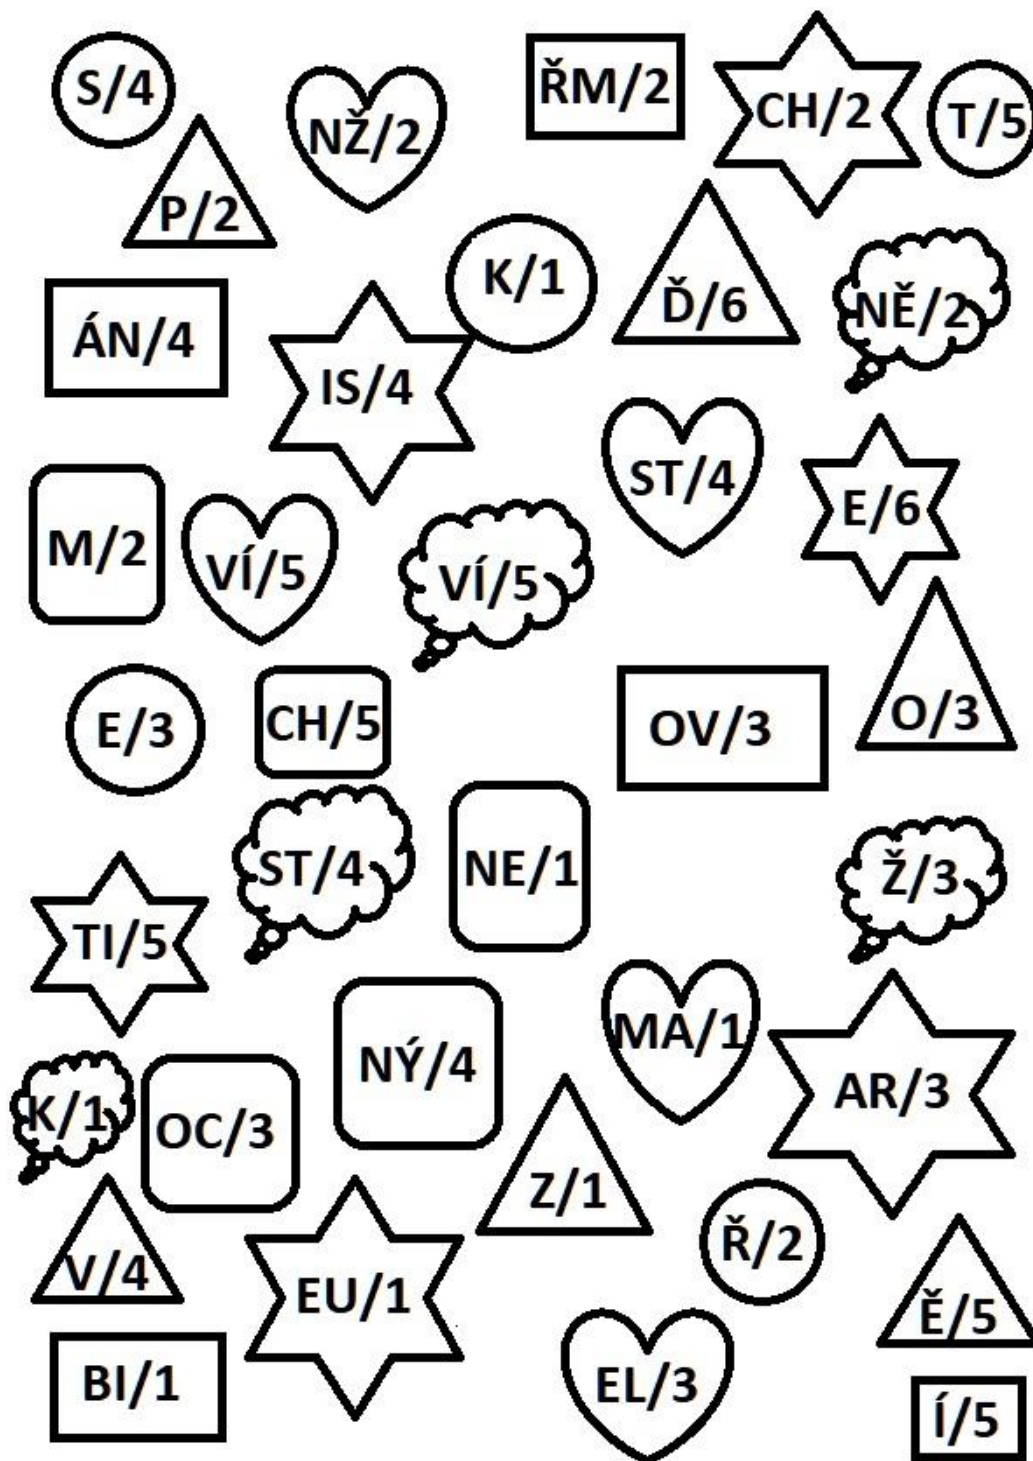 S/4
NŽ/2
ŘM/2
CH/2
T/5
P/2
K/1
Ď/6
NĚ/2
ÁN/4
IS/4
ST/4
E/6
M/2
VÍ/5
VÍ/5
E/3
CH/5
OV/3
O/3
ST/4
NE/1
Ž/3
TI/5
MA/1
NÝ/4
AR/3
K/1
OC/3
Z/1
V/4
EU/1
Ř/2
Ě/5
BI/1
EL/3
Í/5